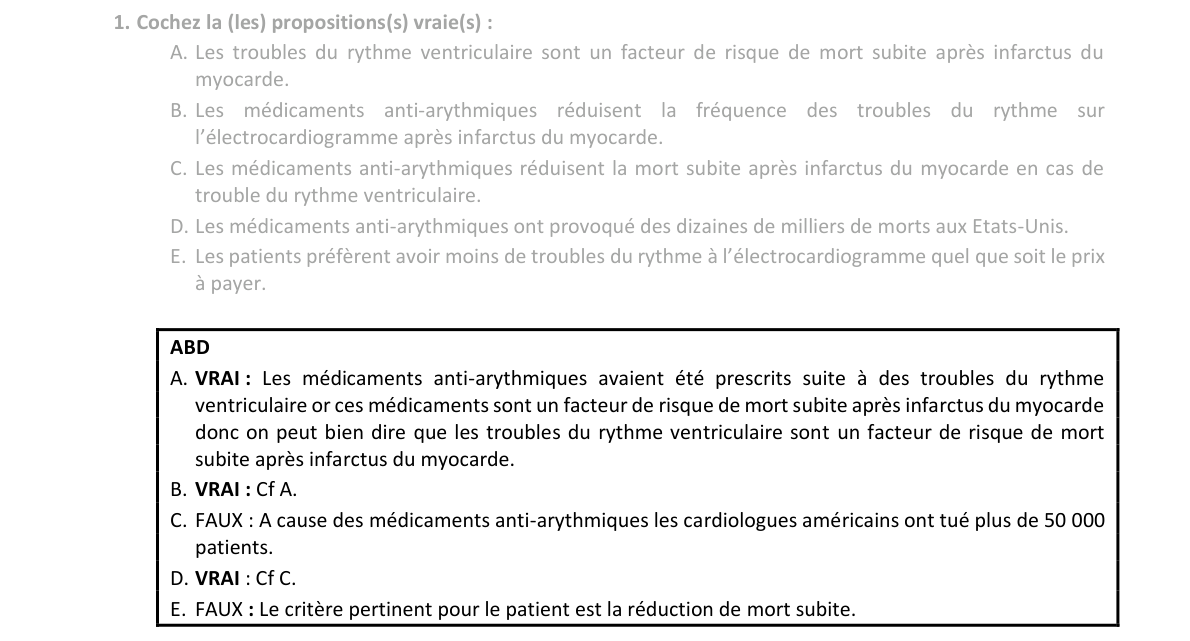 1. Cochez la (les) propositions(s) vraie(s) :
A. Les troubles du rythme ventriculaire sont un facteur de risque de mort subite après infarctus du
myocarde.
B. Les médicaments anti-arythmiques réduisent la fréquence des troubles du rythme sur
l’électrocardiogramme après infarctus du myocarde.
C. Les médicaments anti-arythmiques réduisent la mort subite après infarctus du myocarde en cas de
trouble du rythme ventriculaire.
D. Les médicaments anti-arythmiques ont provoqué des dizaines de milliers de morts aux Etats-Unis.
E. Les patients préfèrent avoir moins de troubles du rythme à l’électrocardiogramme quel que soit le prix
à payer.
ABD
A. VRAI : Les médicaments anti-arythmiques avaient été prescrits suite à des troubles du rythme
ventriculaire or ces médicaments sont un facteur de risque de mort subite après infarctus du myocarde
donc on peut bien dire que les troubles du rythme ventriculaire sont un facteur de risque de mort
subite après infarctus du myocarde.
B. VRAI : Cf A.
C. FAUX : A cause des médicaments anti-arythmiques les cardiologues américains ont tué plus de 50 000
patients.
D. VRAI : Cf C.
E. FAUX : Le critère pertinent pour le patient est la réduction de mort subite.